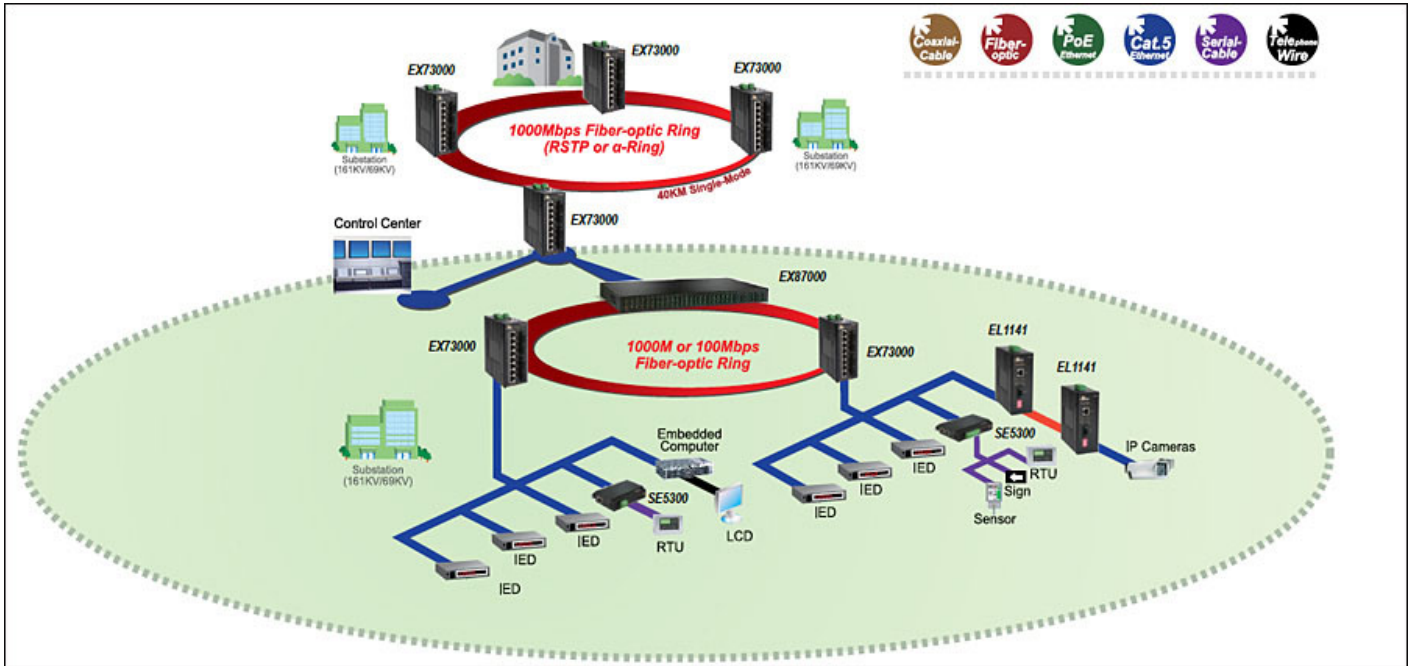 Coaxial-
Cable
Fiber-
optic
PoE
Ethernet
Cat.5
Ethernet
Serial-
Cable
Telephone
Wire
EX73000
EX73000
EX73000
1000Mbps Fiber-optic Ring
(RSTP or α-Ring)
Substation
(161KV/69KV)
Substation
(161KV/69KV)
40KM Single-Mode
EX73000
Control Center
EX87000
EX73000
1000M or 100Mbps
Fiber-optic Ring
EX73000
EL1141
EL1141
SE5300
IP Cameras
Embedded
Computer
IED
RTU
Substation
(161KV/69KV)
IED
Sign
SE5300
IED
Sensor
IED
RTU
LCD
IED
IED